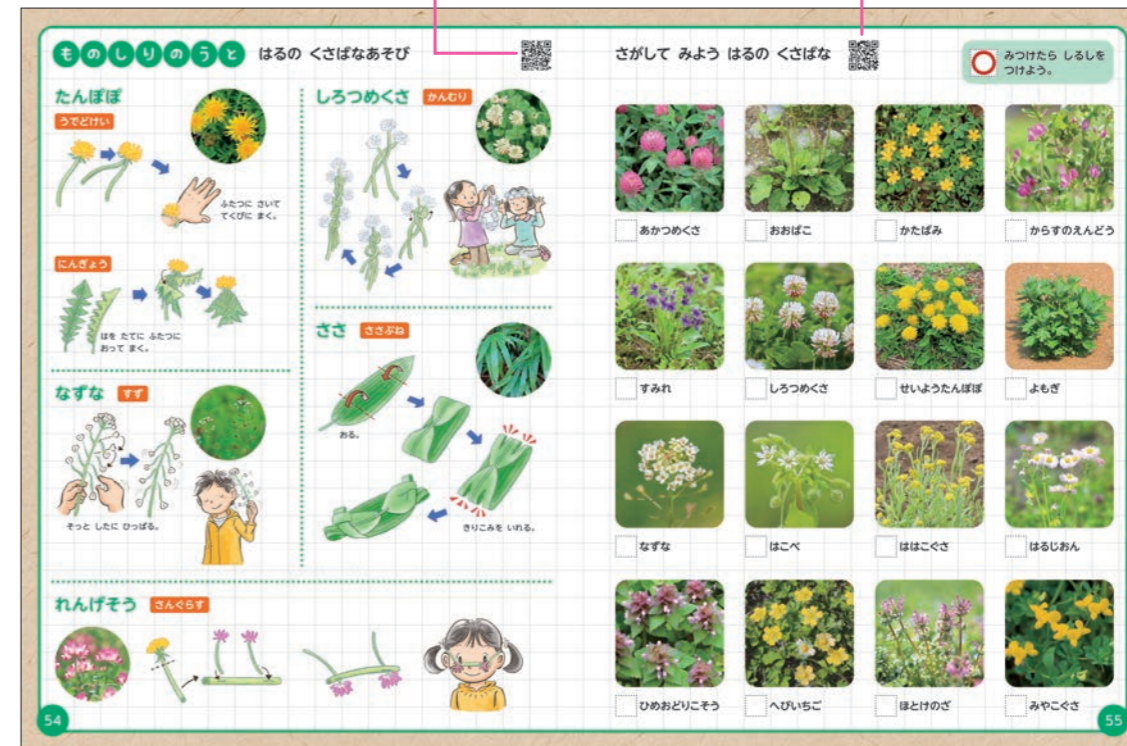 ものしりのうと
はるの くさばなあそび
たんぽぽ
うでどけい
ふたつに さいて
てくびに まく。
にんぎょう
はを たてに ふたつに
おって まく。
なずな
すず
そっと したに ひっぱる。
しろつめくさ
かんむり
ささ
ささぶね
おる。
きりこみを いれる。
れんげそう
さんぐらす
54
さがして みよう はるの くさばな
みつけたら しるしを
つけよう。
あかつめくさ
おおばこ
かたばみ
からすのえんどう
すみれ
しろつめくさ
せいようたんぽぽ
よもぎ
なずな
はこべ
ははこぐさ
はるじおん
ひめおどりこそう
へびいちご
ほとけのざ
みやこぐさ
55